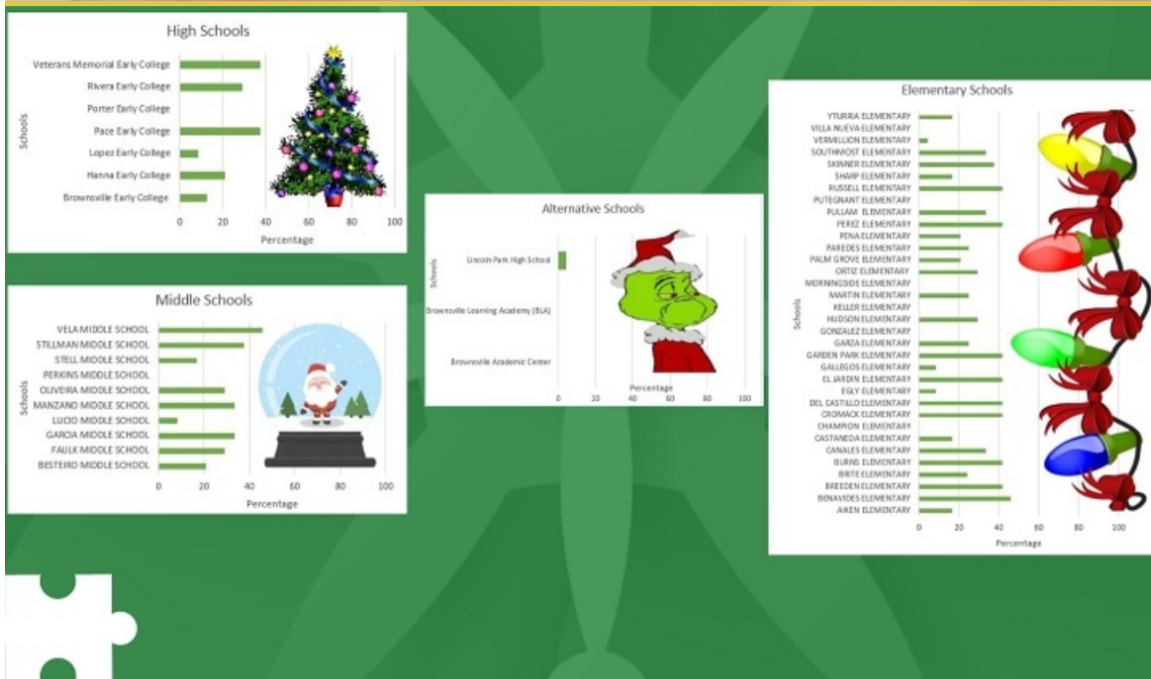 High Schools
Schools
Veterans Memorial Early College
Rivera Early College
Porter Early College
Pace Early College
Lopez Early College
Hanna Early College
Brownsville Early College
0 20 40 60 80 100
Percentage
Middle Schools
Schools
VELA MIDDLE SCHOOL
STILLMAN MIDDLE SCHOOL
STELL MIDDLE SCHOOL
PERKINS MIDDLE SCHOOL
OLIVEIRA MIDDLE SCHOOL
MANZANO MIDDLE SCHOOL
LUCIO MIDDLE SCHOOL
GARCIA MIDDLE SCHOOL
FAULK MIDDLE SCHOOL
BESTEIRO MIDDLE SCHOOL
0 20 40 60 80 100
Percentage
Alternative Schools
Schools
Lincoln Park High School
Brownsville Learning Academy (BLA)
Brownsville Academic Center
Percentage
0 20 40 60 80 100
Elementary Schools
Schools
YTURRIA ELEMENTARY
VILLA NUEVA ELEMENTARY
VERMILLION ELEMENTARY
SOUTHMOST ELEMENTARY
SKINNER ELEMENTARY
SHARP ELEMENTARY
RUSSELL ELEMENTARY
PUTEGNANT ELEMENTARY
PULLAM ELEMENTARY
PEREZ ELEMENTARY
PENA ELEMENTARY
PAREDES ELEMENTARY
PALM GROVE ELEMENTARY
ORTIZ ELEMENTARY
MORNINGSIDE ELEMENTARY
MARTIN ELEMENTARY
KELLER ELEMENTARY
HUDSON ELEMENTARY
GONZALEZ ELEMENTARY
GARZA ELEMENTARY
GARDEN PARK ELEMENTARY
GALLEGOS ELEMENTARY
EL JARDIN ELEMENTARY
EGLY ELEMENTARY
DEL CASTILLO ELEMENTARY
CROMACK ELEMENTARY
CHAMPION ELEMENTARY
CASTANEDA ELEMENTARY
CANALES ELEMENTARY
BURNS ELEMENTARY
BRITE ELEMENTARY
BREEDEN ELEMENTARY
BENAVIDES ELEMENTARY
AIKEN ELEMENTARY
0 20 40 60 80 100
Percentage